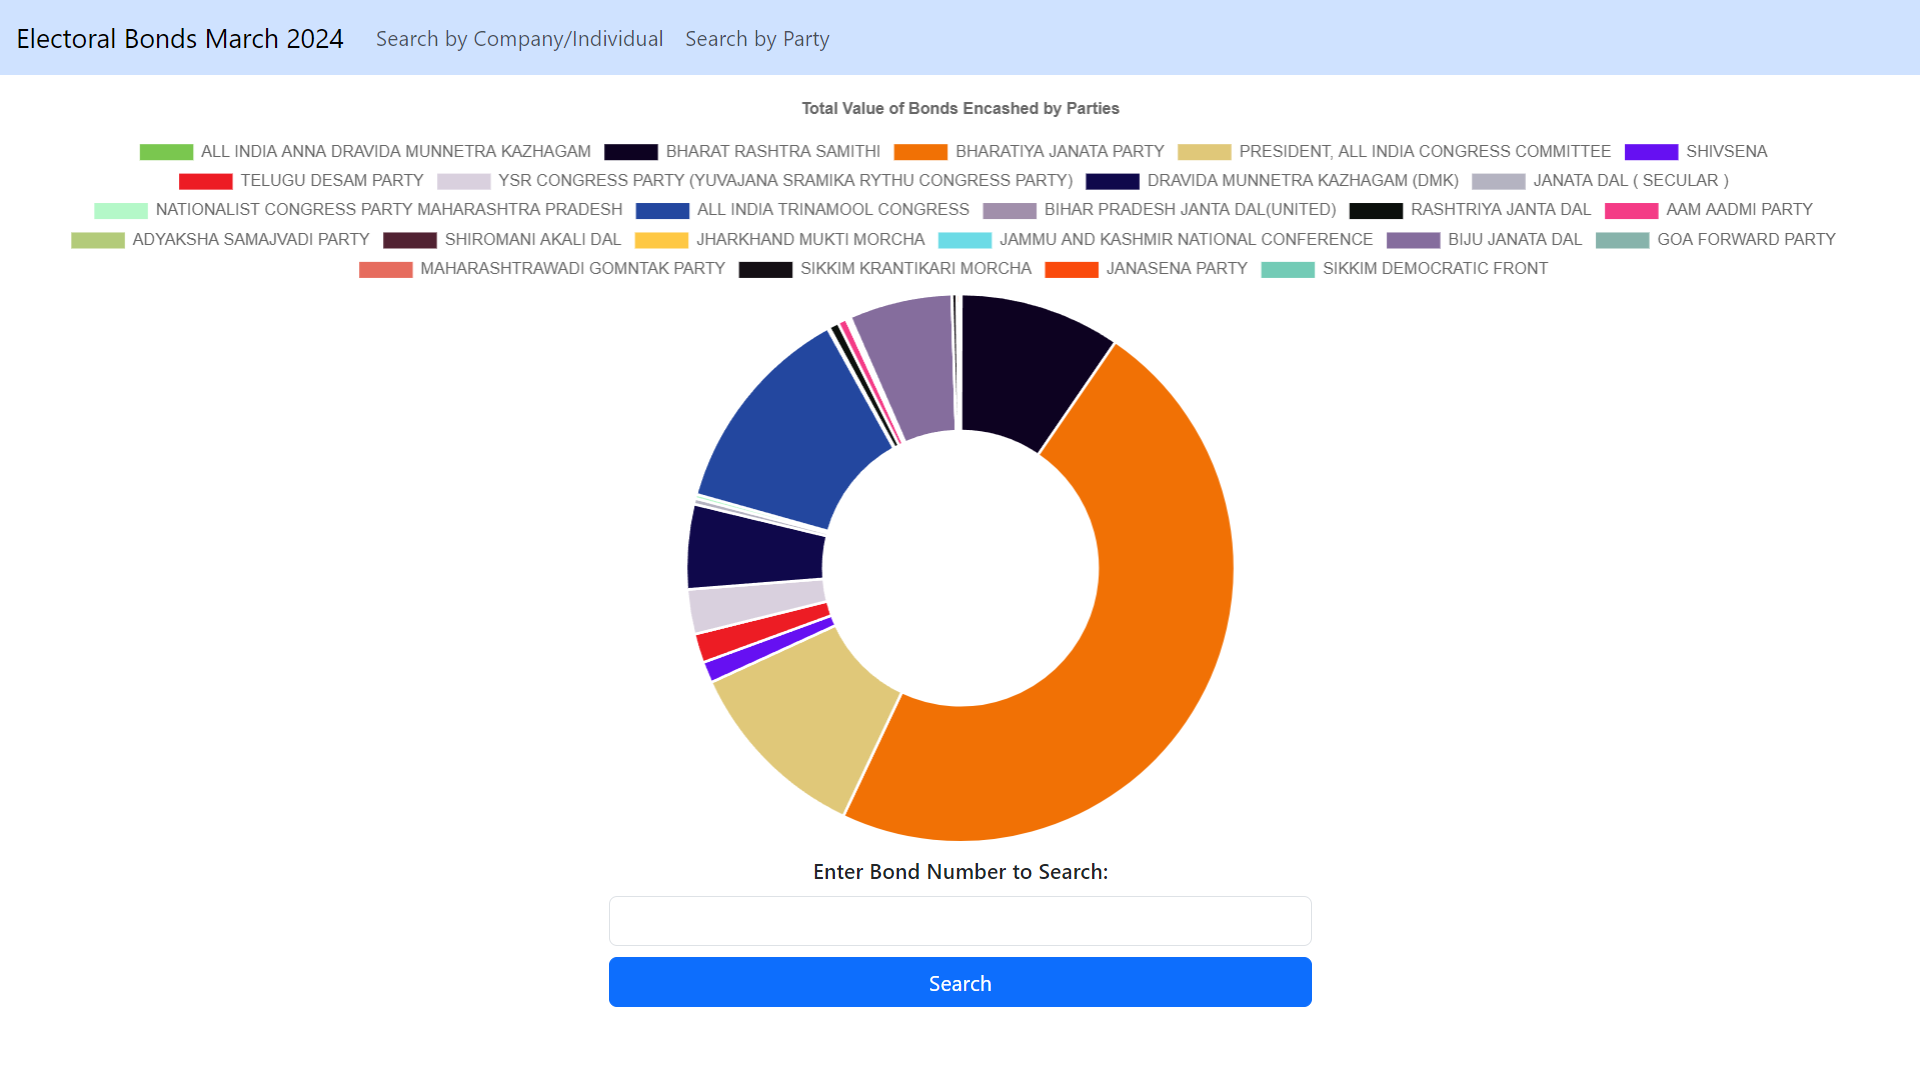 Electoral Bonds March 2024 Search by Company/Individual Search by Party
Total Value of Bonds Encashed by Parties
ALL INDIA ANNA DRAVIDA MUNNETRA KAZHAGAM BHARAT RASHTRA SAMITHI BHARATIYA JANATA PARTY PRESIDENT, ALL INDIA CONGRESS COMMITTEE SHIVSENA
TELUGU DESAM PARTY YSR CONGRESS PARTY (YUVAJANA SRAMIKA RYTHU CONGRESS PARTY) DRAVIDA MUNNETRA KAZHAGAM (DMK) JANATA DAL ( SECULAR )
NATIONALIST CONGRESS PARTY MAHARASHTRA PRADESH ALL INDIA TRINAMOOL CONGRESS BIHAR PRADESH JANTA DAL(UNITED) RASHTRIYA JANTA DAL AAM AADMI PARTY
ADYAKSHA SAMAJVADI PARTY SHIROMANI AKALI DAL JHARKHAND MUKTI MORCHA JAMMU AND KASHMIR NATIONAL CONFERENCE BIJU JANATA DAL GOA FORWARD PARTY
MAHARASHTRAWADI GOMNTAK PARTY SIKKIM KRANTIKARI MORCHA JANASENA PARTY SIKKIM DEMOCRATIC FRONT
Enter Bond Number to Search:
Search